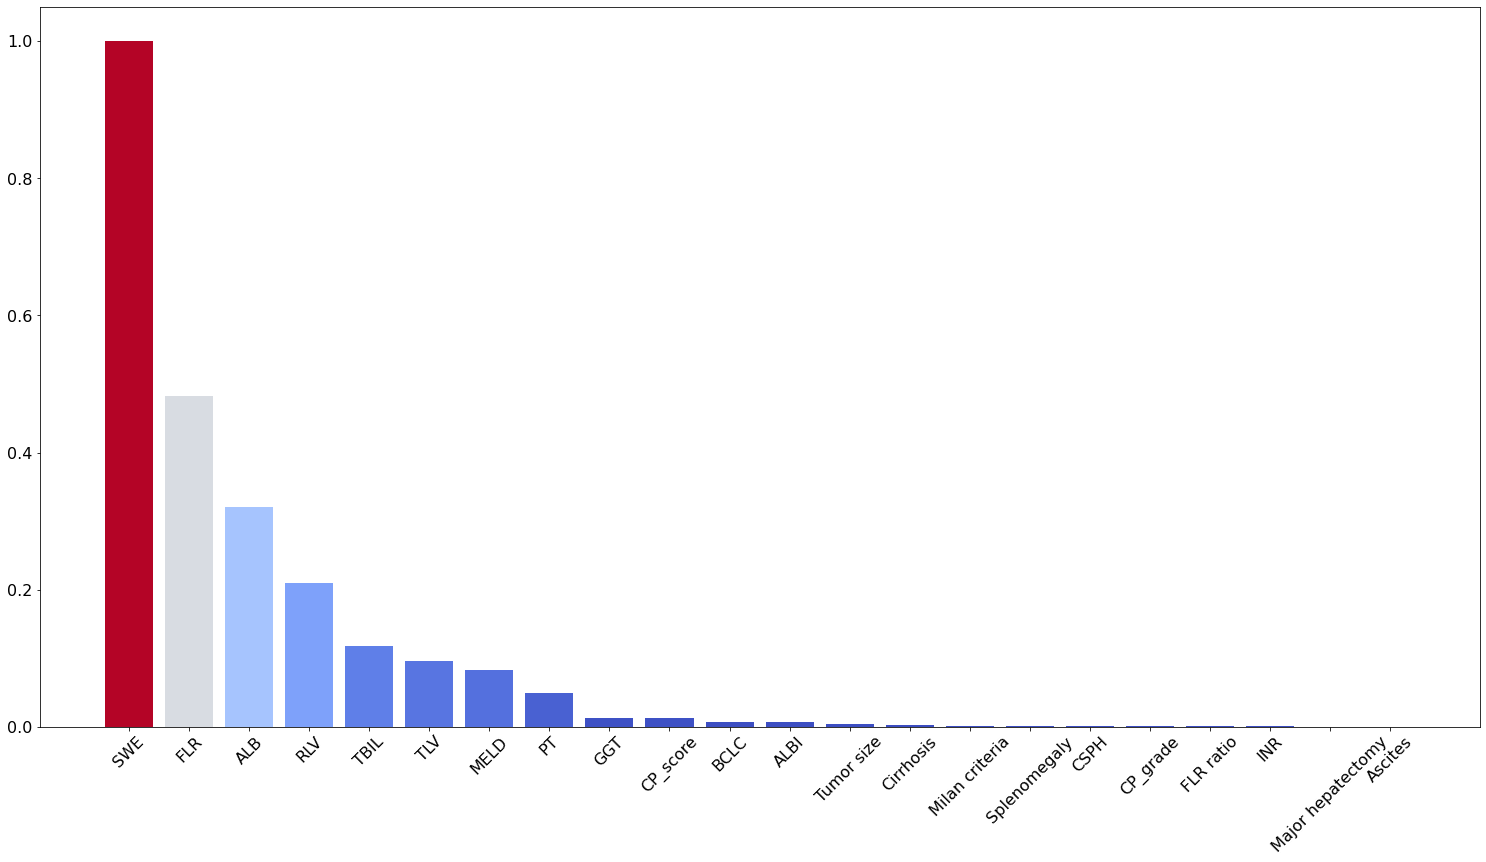 1.0
0.8
0.6
0.4
0.2
0.0
SWE
FLR
ALB
RLV
TBIL
TLV
MELD
PT
GGT
CP_score
BCLC
ALBI
Tumor size
Cirrhosis
Milan criteria
Splenomegaly
CSPH
CP_grade
FLR ratio
INR
Major hepatectomy
Ascites